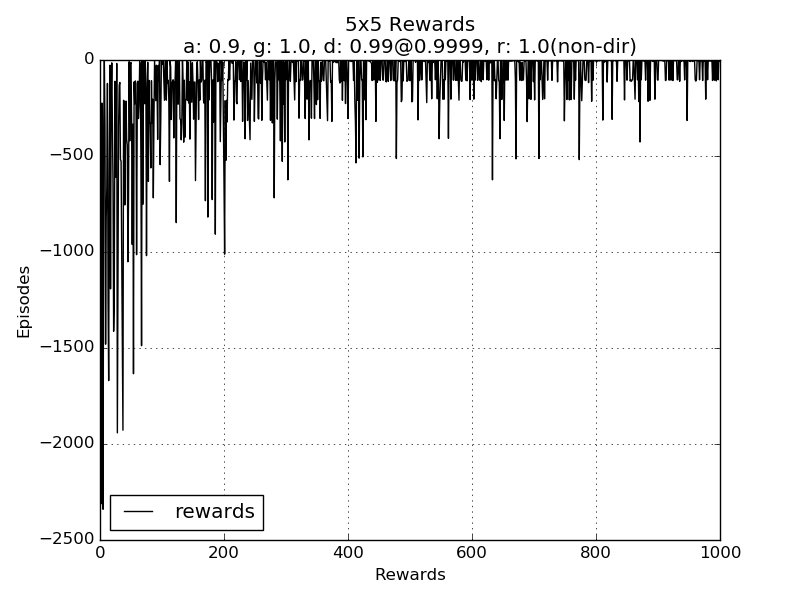 5x5 Rewards
a: 0.9, g: 1.0, d: 0.99@0.9999, r: 1.0(non-dir)
0
−500
−1000
−1500
−2000
−2500
Episodes
rewards
0 200 400 600 800 1000
Rewards